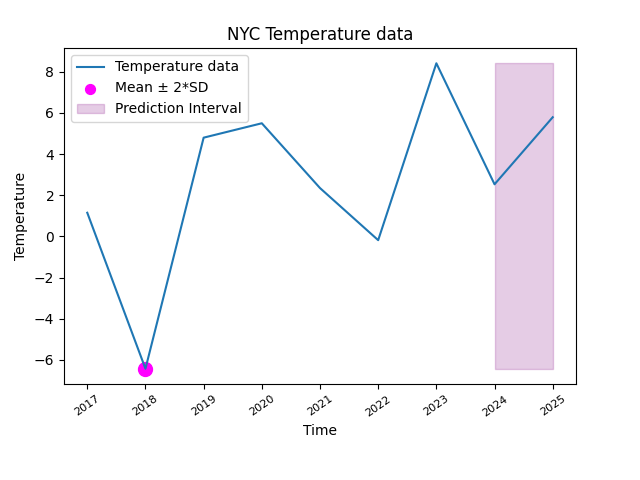 NYC Temperature data
Temperature data
Mean ± 2*SD
Prediction Interval
8
6
4
2
0
−2
−4
−6
Temperature
2017 2018 2019 2020 2021 2022 2023 2024 2025
Time